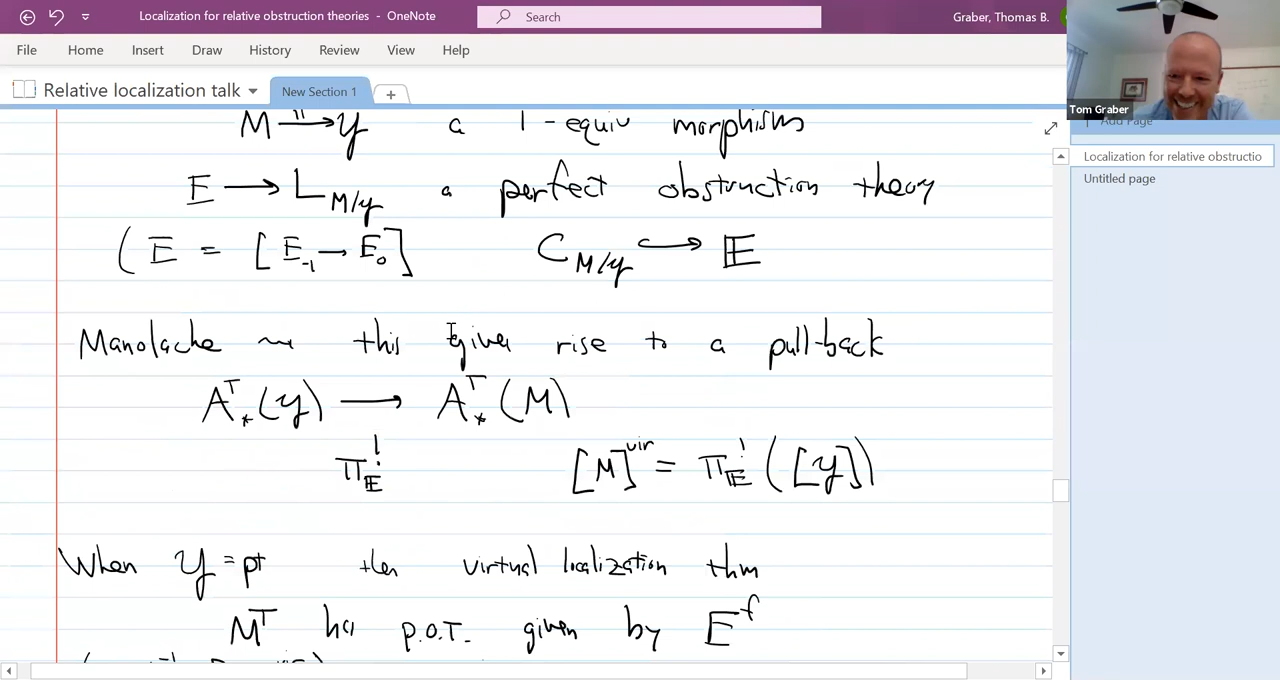 Localization for relative obstruction theories - OneNote
Search
Graber, Thomas B.
File Home Insert Draw History Review View Help
Relative localization talk
New Section 1
Tom Graber
Add Page
Localization for relative obstructio
Untitled page
M —π→ Y a T-equiv morphism
E → L_{M/Y} a perfect obstruction theory
( E = [E_{-1} → E_0] C_{M/Y} ↪ 𝔼
Manolache ⇝ this gives rise to a pull-back
A^T_*(Y) → A^T_*(M)
π^!_𝔼 [M]^{vir} = π^!_𝔼([Y])
When Y = pt then virtual localization thm
M^T has p.o.T. given by E^f